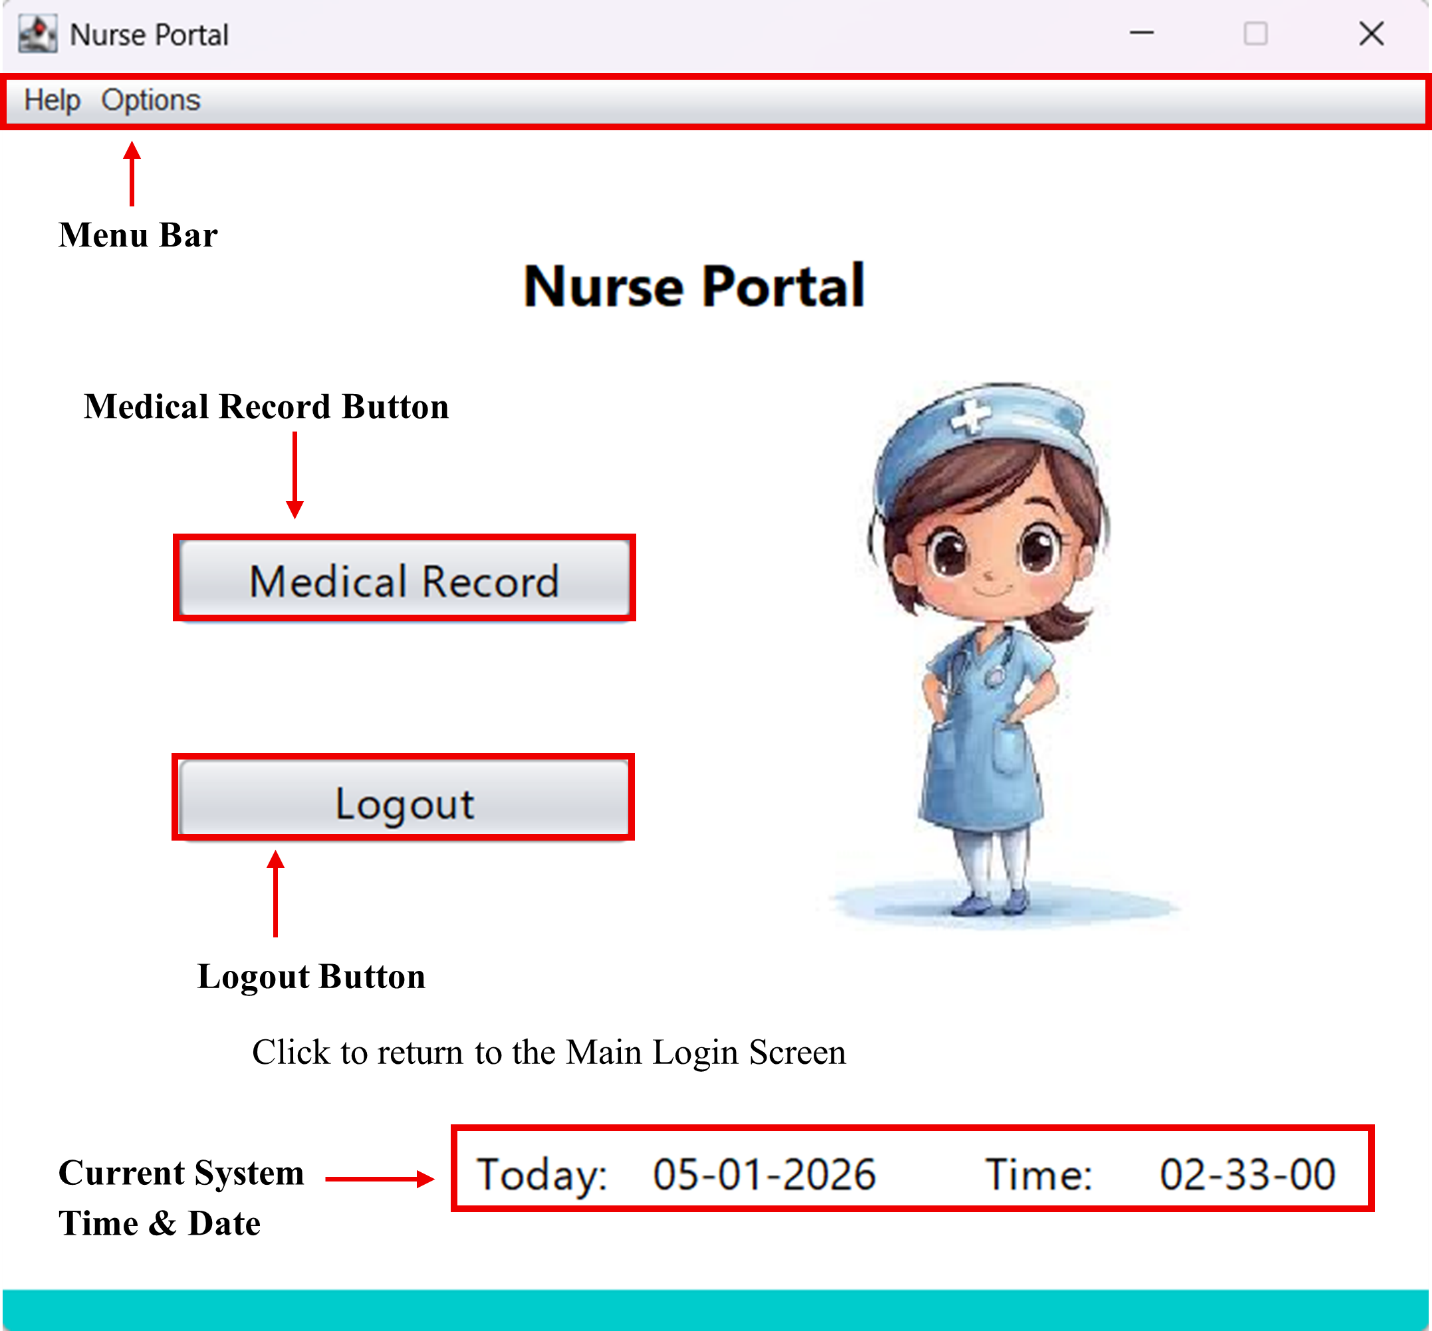 Nurse Portal
Help Options
Menu Bar
Nurse Portal
Medical Record Button
Medical Record
Logout
Logout Button
Click to return to the Main Login Screen
Current System
Time & Date
Today: 05-01-2026 Time: 02-33-00